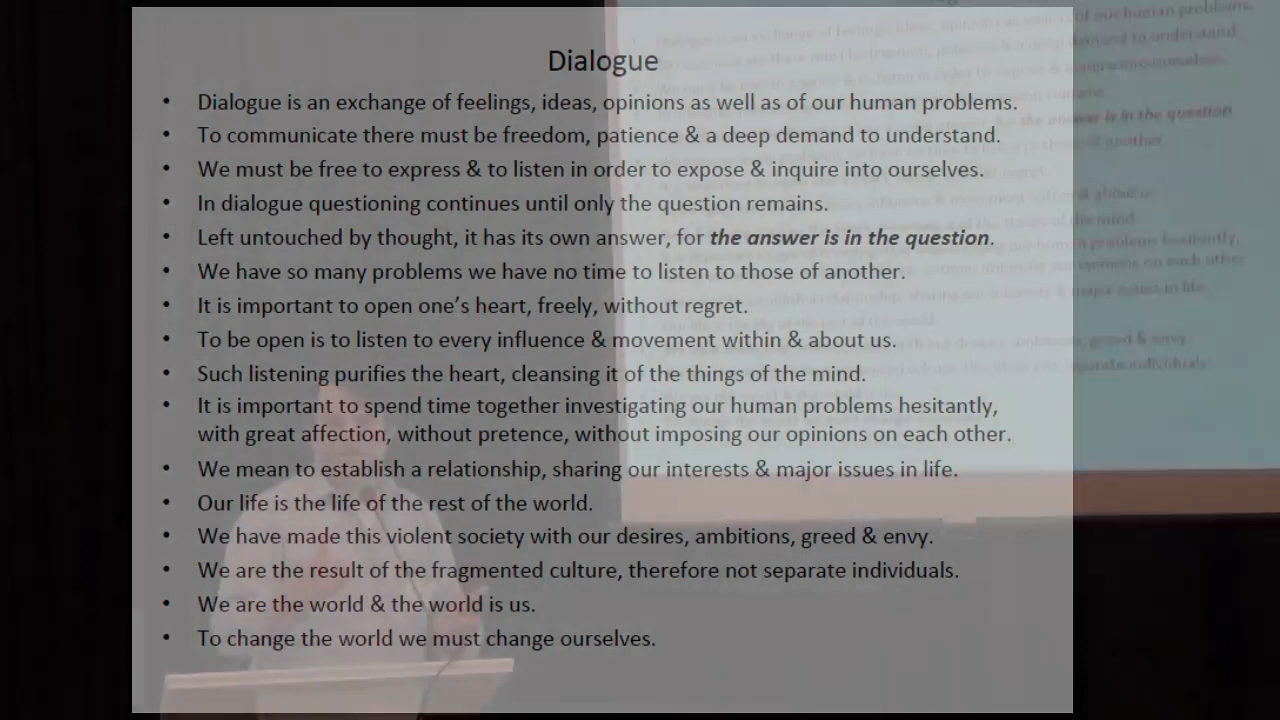 Dialogue
• Dialogue is an exchange of feelings, ideas, opinions as well as of our human problems.
• To communicate there must be freedom, patience & a deep demand to understand.
• We must be free to express & to listen in order to expose & inquire into ourselves.
• In dialogue questioning continues until only the question remains.
• Left untouched by thought, it has its own answer, for the answer is in the question.
• We have so many problems we have no time to listen to those of another.
• It is important to open one’s heart, freely, without regret.
• To be open is to listen to every influence & movement within & about us.
• Such listening purifies the heart, cleansing it of the things of the mind.
• It is important to spend time together investigating our human problems hesitantly,
with great affection, without pretence, without imposing our opinions on each other.
• We mean to establish a relationship, sharing our interests & major issues in life.
• Our life is the life of the rest of the world.
• We have made this violent society with our desires, ambitions, greed & envy.
• We are the result of the fragmented culture, therefore not separate individuals.
• We are the world & the world is us.
• To change the world we must change ourselves.